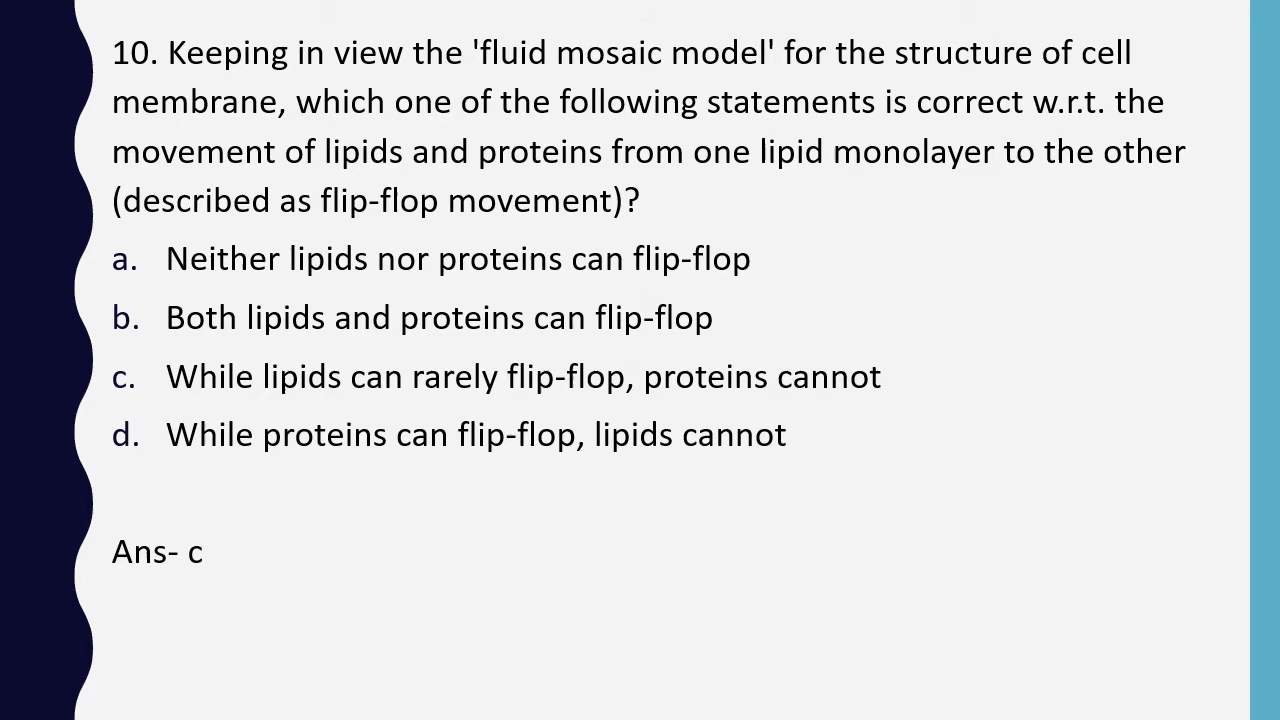 10. Keeping in view the 'fluid mosaic model' for the structure of cell
membrane, which one of the following statements is correct w.r.t. the
movement of lipids and proteins from one lipid monolayer to the other
(described as flip-flop movement)?
a. Neither lipids nor proteins can flip-flop
b. Both lipids and proteins can flip-flop
c. While lipids can rarely flip-flop, proteins cannot
d. While proteins can flip-flop, lipids cannot
Ans- c